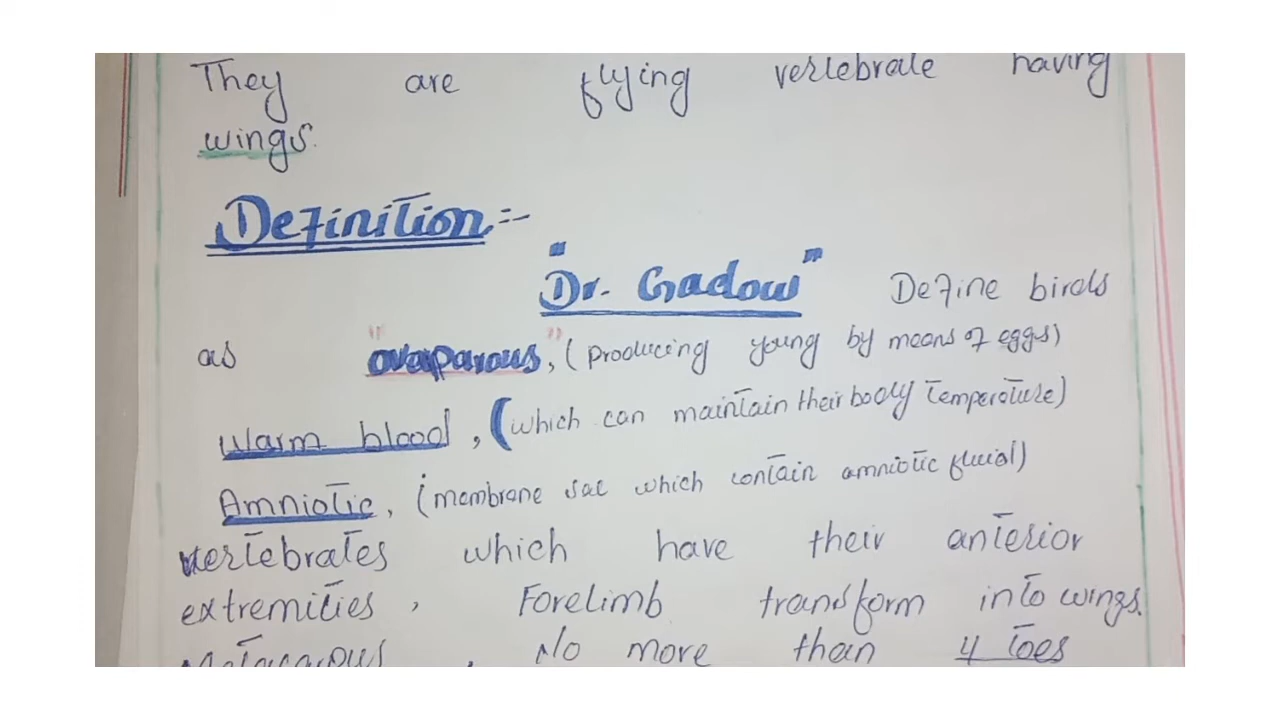 They are flying vertebrate having
wings.
Definition :-
"Dr. Gadow" Define birds
as "ovaparous", (producing young by means of eggs)
Warm blood, (which can maintain their body temperature)
Amniotic, (membrane sac which contain amniotic fluid)
vertebrates which have their anterior
extremities, Forelimb transform into wings.
, No more than 4 toes